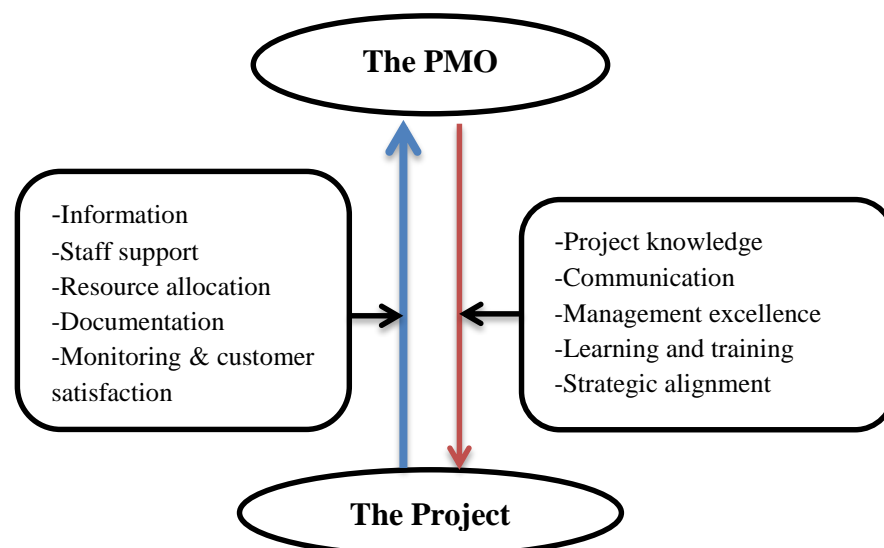 The PMO
-Information
-Staff support
-Resource allocation
-Documentation
-Monitoring & customer
satisfaction
-Project knowledge
-Communication
-Management excellence
-Learning and training
-Strategic alignment
The Project